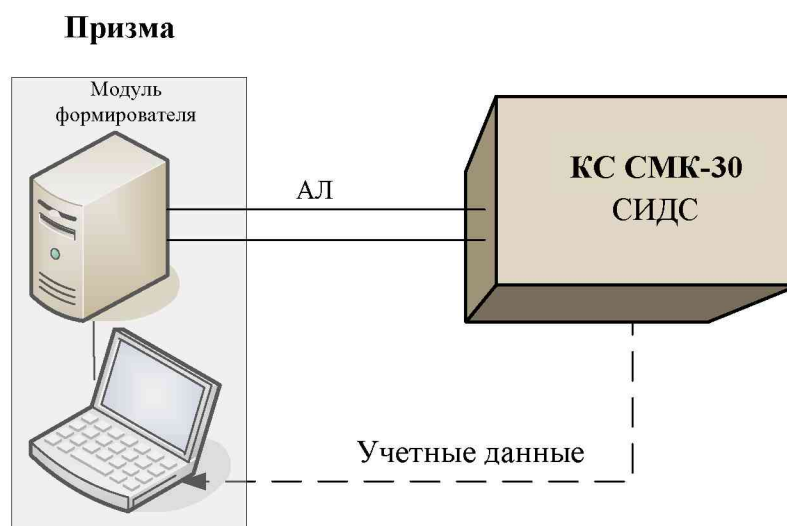 Призма
Модуль
формирователя
АЛ
КС СМК-30
СИДС
Учетные данные